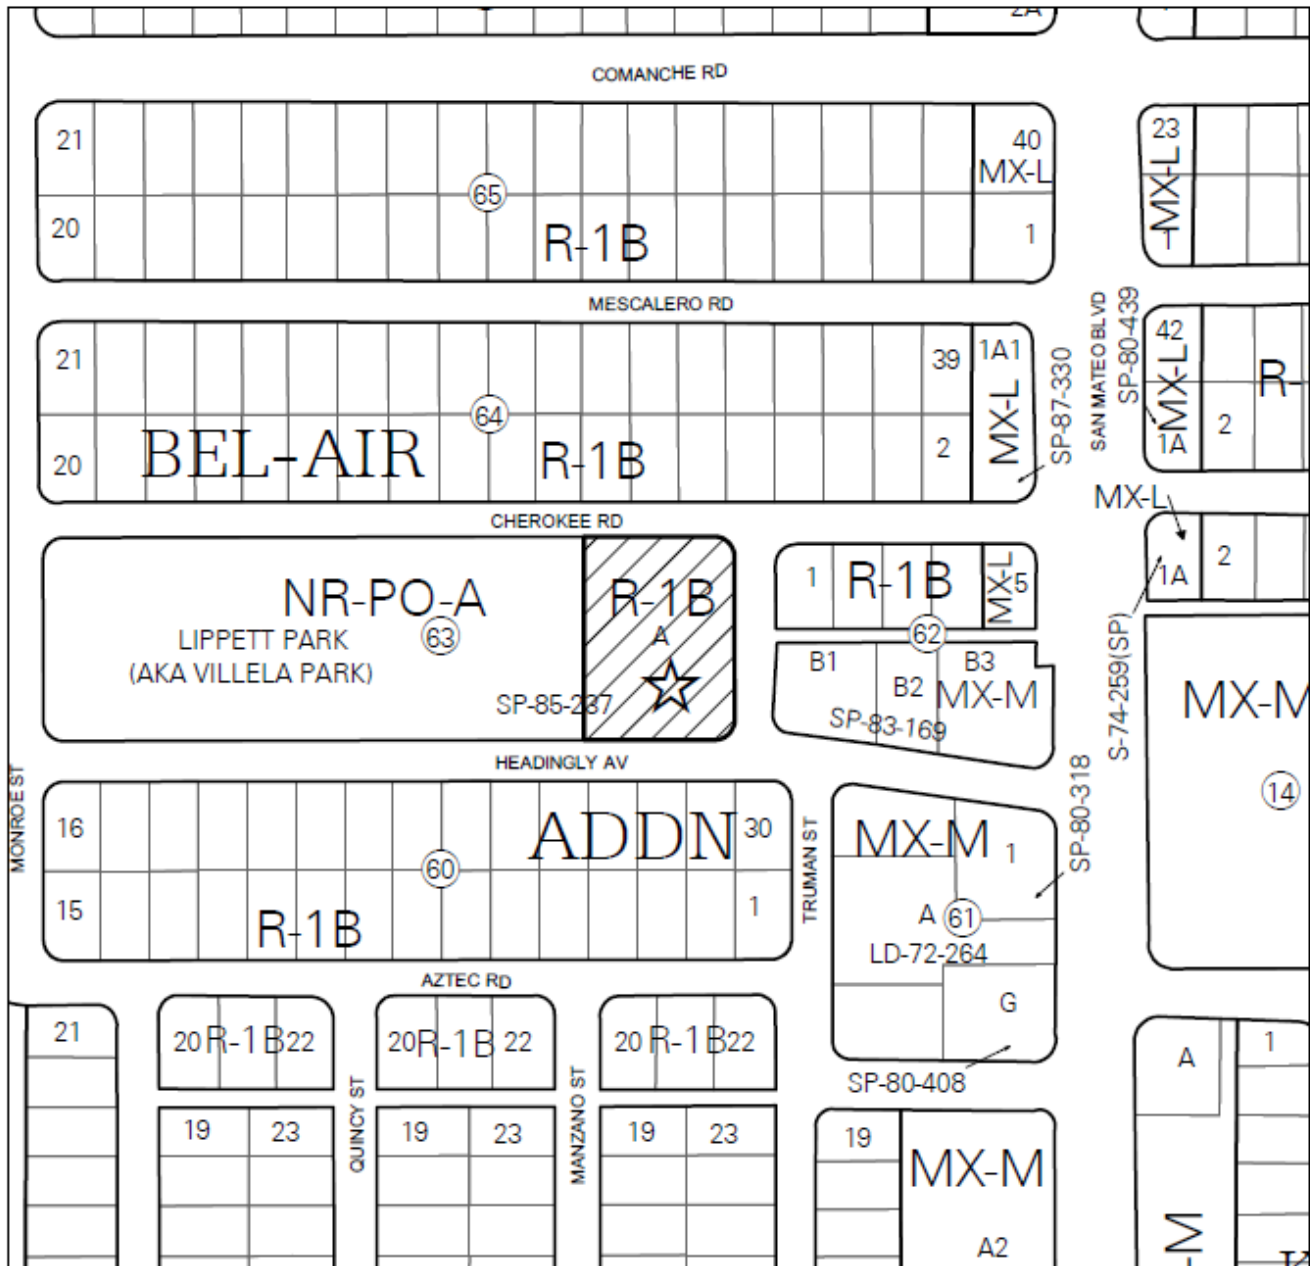 2A
COMANCHE RD
21
40
MX-L
23
MX-L
1
65
20
R-1B
1
MESCALERO RD
SAN MATEO BLVD
SP-80-439
SP-87-330
21
39
1A1
MX-L
42
MX-L
R-
64
20
BEL-AIR
R-1B
2
1A
2
CHEROKEE RD
MX-L
NR-PO-A
LIPPETT PARK
63
(AKA VILLELA PARK)
SP-85-237
R-1B
A
1
R-1B
MX-L
5
1A
2
62
B1
B2
B3
MX-M
SP-83-169
S-74-259(SP)
MX-M
14
HEADINGLY AV
MONROE ST
16
ADDN
30
TRUMAN ST
MX-M
1
SP-80-318
60
15
R-1B
1
A
61
LD-72-264
AZTEC RD
G
21
20
R-1B
22
20
R-1B
22
20
R-1B
22
SP-80-408
A
1
QUINCY ST
MANZANO ST
19
23
19
23
19
23
19
MX-M
A2
-M